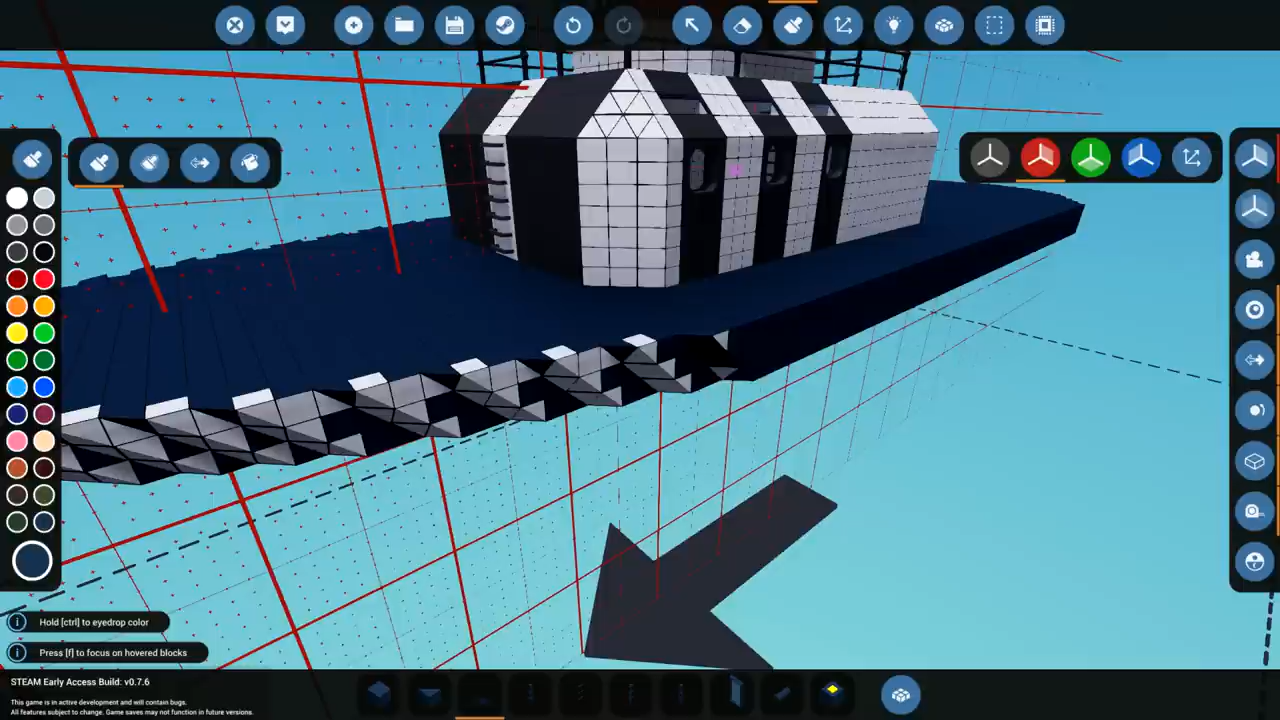 Hold [ctrl] to eyedrop color
Press [f] to focus on hovered blocks
STEAM Early Access Build: v0.7.6
This game is in active development and will contain bugs.
All features subject to change. Game saves may not function in future versions.